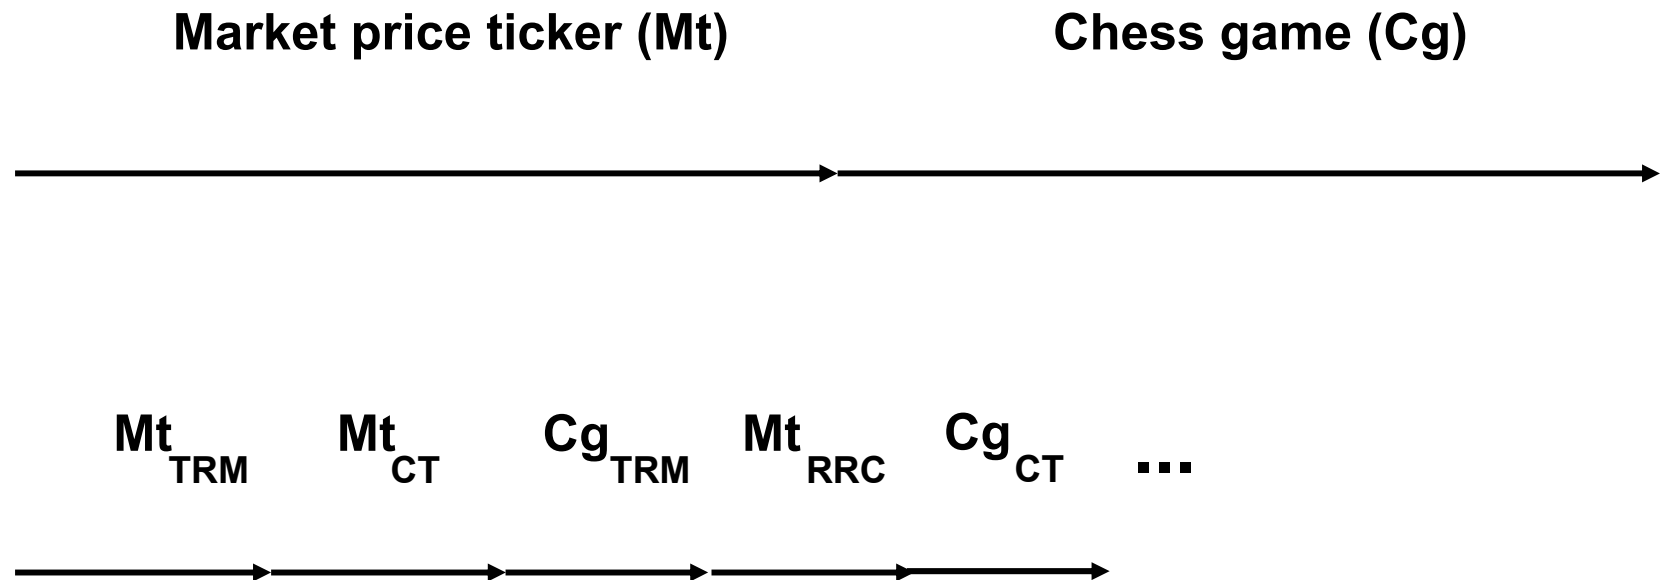 Market price ticker (Mt) Chess game (Cg)
Mt TRM Mt CT Cg TRM Mt RRC Cg CT ...